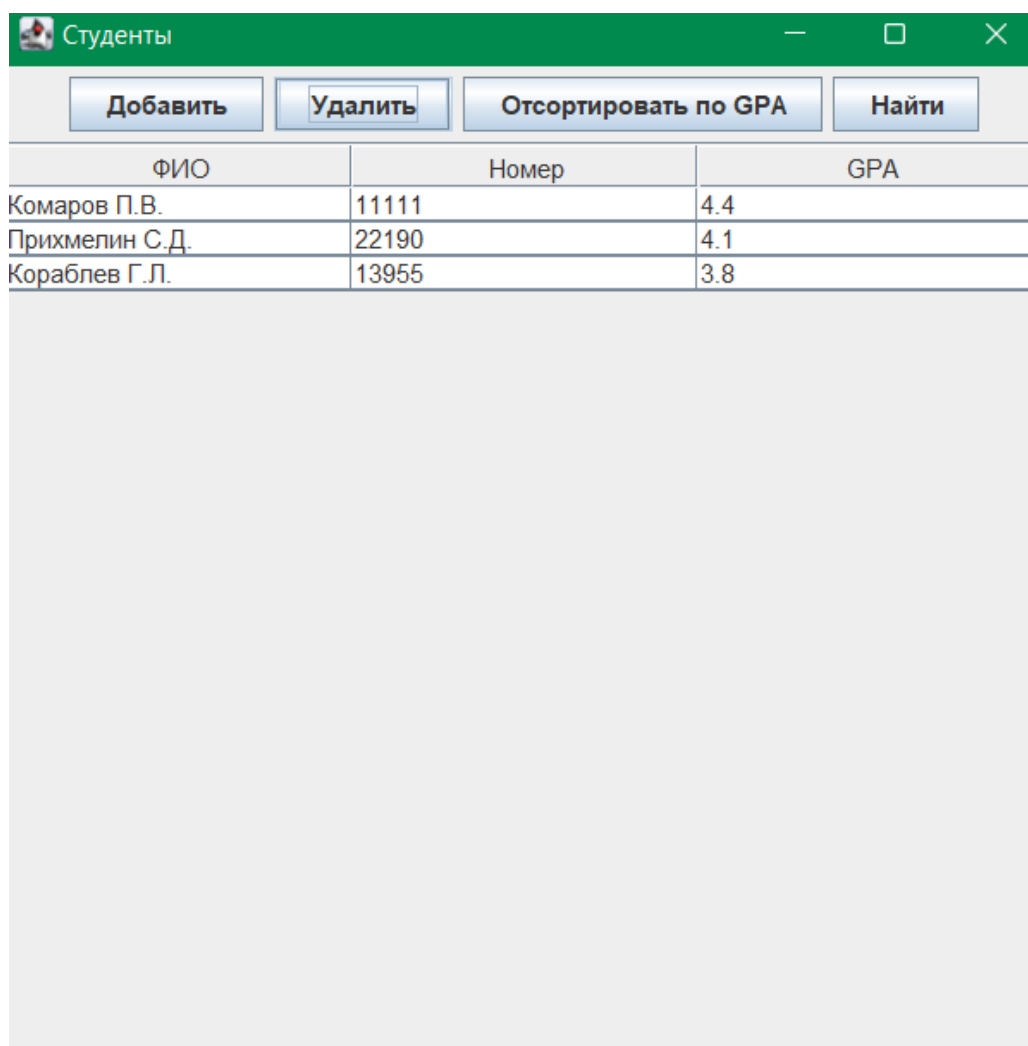 Студенты
Добавить Удалить Отсортировать по GPA Найти
ФИО Номер GPA
Комаров П.В. 11111 4.4
Прихмелин С.Д. 22190 4.1
Кораблев Г.Л. 13955 3.8